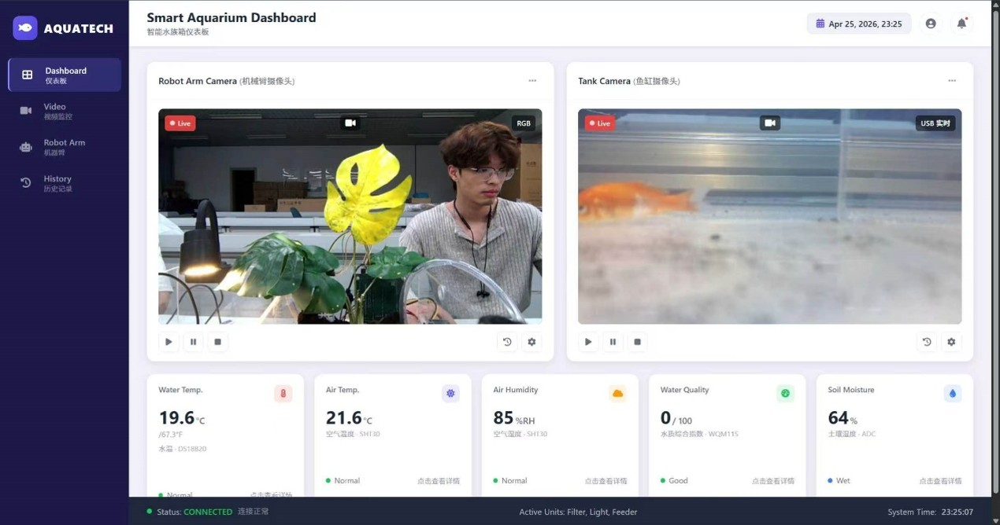 AQUATECH
Dashboard
仪表板
Video
视频监控
Robot Arm
机器臂
History
历史记录
Smart Aquarium Dashboard
智能水族箱仪表板
Apr 25, 2026, 23:25
Robot Arm Camera (机械臂摄像头)
Live
RGB
Tank Camera (鱼缸摄像头)
Live
USB 实时
Water Temp.
19.6 °C
/67.3°F
水温 · DS18B20
Normal
点击查看详情
Air Temp.
21.6 °C
空气温度 · SHT30
Normal
点击查看详情
Air Humidity
85 %RH
空气湿度 · SHT30
Normal
点击查看详情
Water Quality
0 / 100
水质综合指数 · WQM11S
Good
点击查看详情
Soil Moisture
64 %
土壤湿度 · ADC
Wet
点击查看详情
Status: CONNECTED 连接正常
Active Units: Filter, Light, Feeder
System Time: 23:25:07